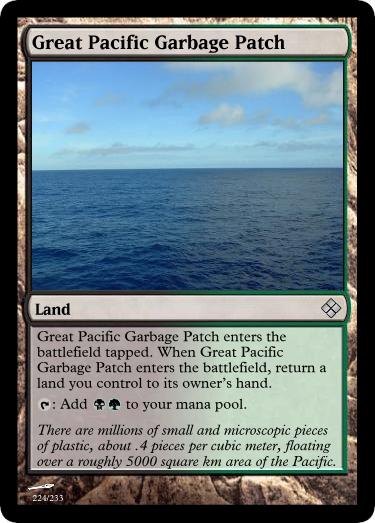 Great Pacific Garbage Patch
Land
Great Pacific Garbage Patch enters the
battlefield tapped. When Great Pacific
Garbage Patch enters the battlefield, return a
land you control to its owner's hand.
: Add to your mana pool.
There are millions of small and microscopic pieces
of plastic, about .4 pieces per cubic meter, floating
over a roughly 5000 square km area of the Pacific.
224/233